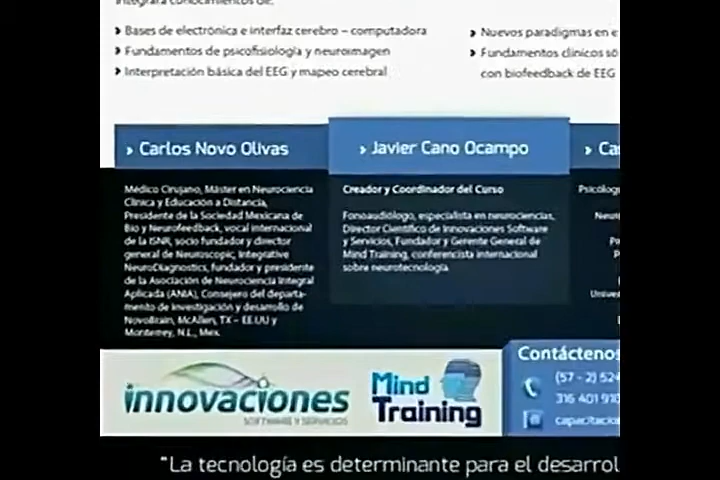 Integrará conocimientos de:
Bases de electrónica e interfaz cerebro – computadora
Fundamentos de psicofisiología y neuroimagen
Interpretación básica del EEG y mapeo cerebral
Nuevos paradigmas en e
Fundamentos clínicos só
con biofeedback de EEG
Carlos Novo Olivas
Médico Cirujano, Máster en Neurociencia
Clínica y Educación a Distancia,
Presidente de la Sociedad Mexicana de
Bio y Neurofeedback, vocal internacional
de la ISNR, socio fundador y director
general de Neuroscopic, Integrative
NeuroDiagnostics, fundador y presidente
de la Asociación de Neurociencia Integral
Aplicada (ANIA), Consejero del departa-
mento de investigación y desarrollo de
NovoBrain, McAllen, TX – EE.UU y
Monterrey, N.L., Mex.
Javier Cano Ocampo
Creador y Coordinador del Curso
Fonoaudiólogo, especialista en neurociencias,
Director Científico de Innovaciones Software
y Servicios, Fundador y Gerente General de
Mind Training, conferencista internacional
sobre neurotecnología.
Ca
Psicólog
Neur
P
P
Unive
innovaciones
SOFTWARE Y SERVICIOS
Mind
Training
Contácteno
(57 - 2) 524
316 401 910
capacitacio
"La tecnología es determinante para el desarrol